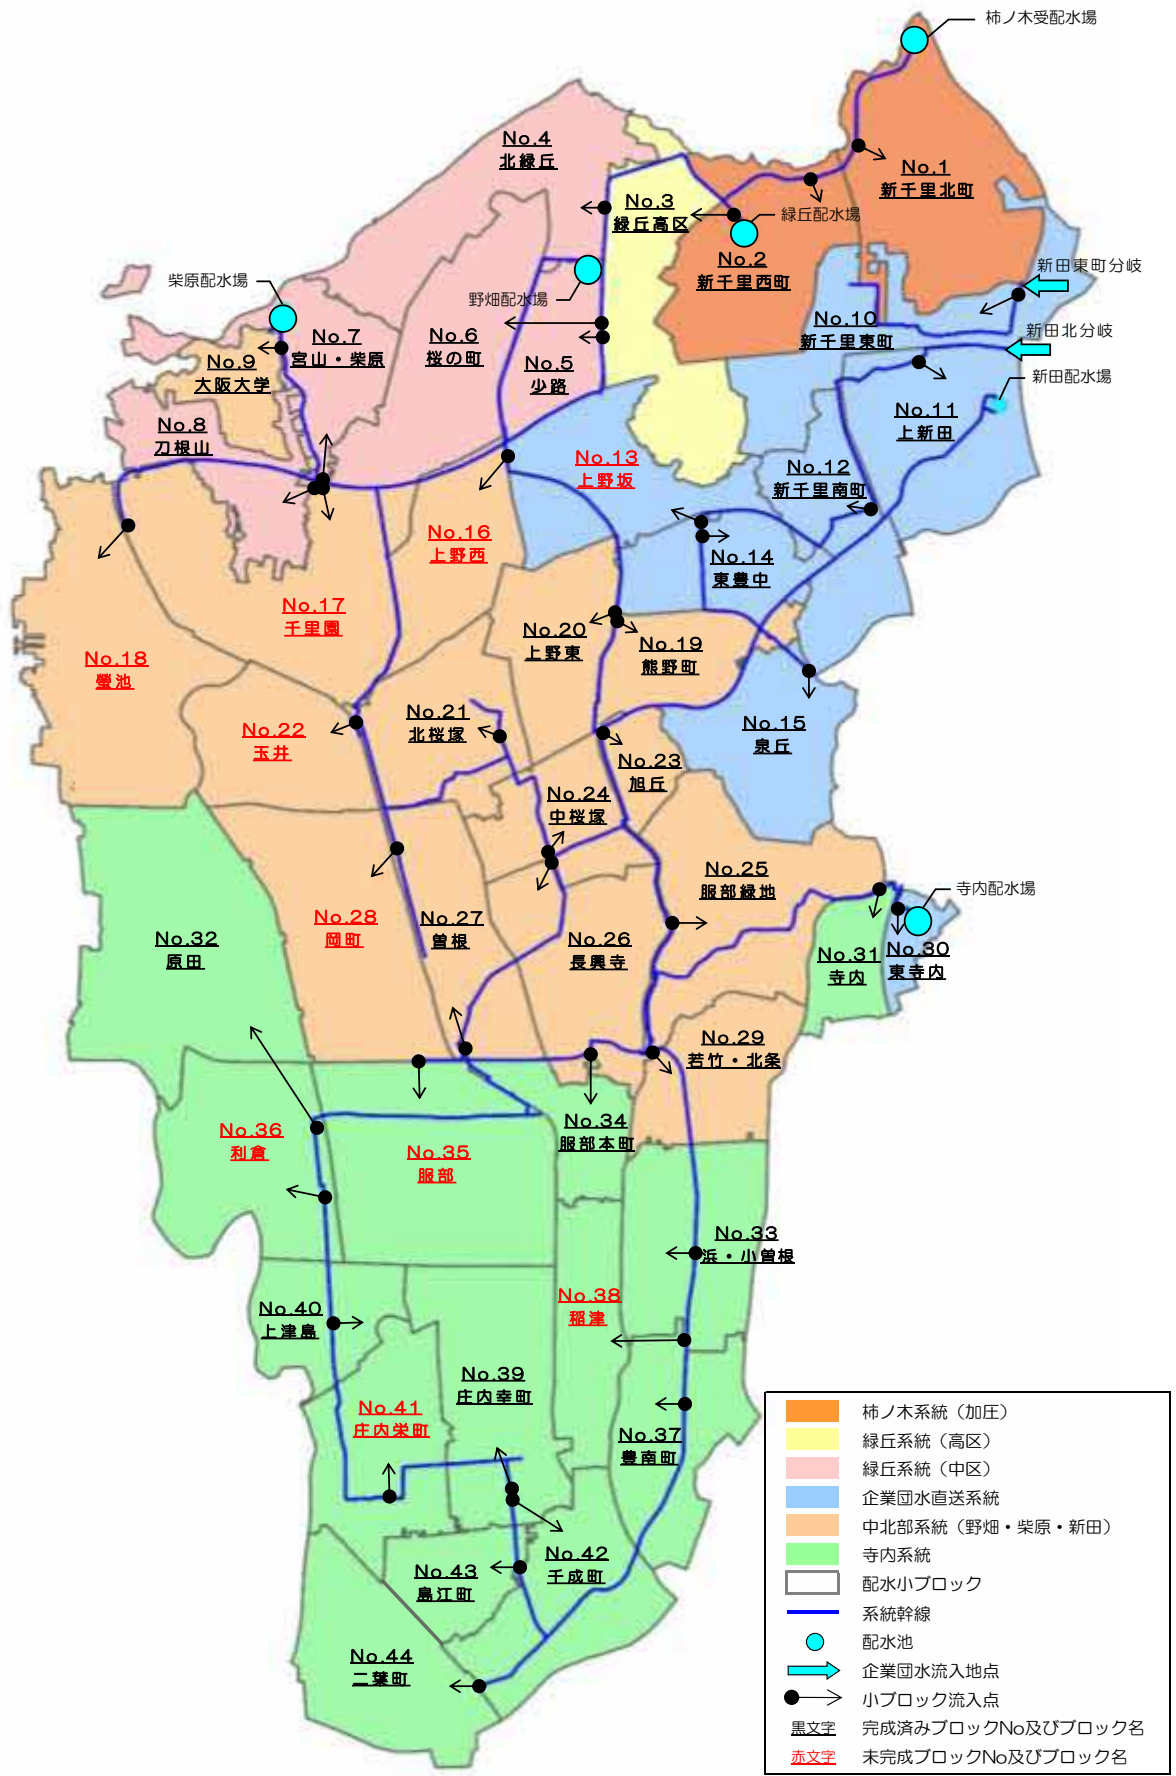 柿ノ木受配水場
No.4
北緑丘
No.1
新千里北町
No.3
緑丘高区
緑丘配水場
No.2
新千里西町
新田東町分岐
柴原配水場
野畑配水場
No.10
新千里東町
新田北分岐
No.7
宮山・柴原
No.6
桜の町
No.9
大阪大学
No.5
少路
新田配水場
No.11
上新田
No.8
刀根山
No.13
上野坂
No.12
新千里南町
No.16
上野西
No.14
東豊中
No.17
千里園
No.20
上野東
No.19
熊野町
No.18
螢池
No.21
北桜塚
No.22
玉井
No.15
泉丘
No.23
旭丘
No.24
中桜塚
No.25
服部緑地
寺内配水場
No.28
岡町
No.27
曽根
No.32
原田
No.26
長興寺
No.31
寺内
No.30
東寺内
No.29
若竹・北条
No.36
利倉
No.35
服部
No.34
服部本町
No.33
浜・小曽根
No.38
稲津
No.40
上津島
No.39
庄内幸町
No.41
庄内栄町
No.37
豊南町
No.43
島江町
No.42
千成町
No.44
二葉町
柿ノ木系統（加圧）
緑丘系統（高区）
緑丘系統（中区）
企業団水直送系統
中北部系統（野畑・柴原・新田）
寺内系統
配水小ブロック
系統幹線
配水池
企業団水流入地点
小ブロック流入点
黒文字 完成済みブロックNo及びブロック名
赤文字 未完成ブロックNo及びブロック名